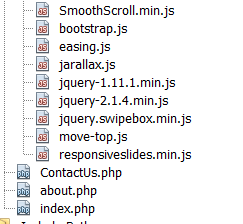 SmoothScroll.min.js
bootstrap.js
easing.js
jarallax.js
jquery-1.11.1.min.js
jquery-2.1.4.min.js
jquery.swipebox.min.js
move-top.js
responsiveslides.min.js
ContactUs.php
about.php
index.php